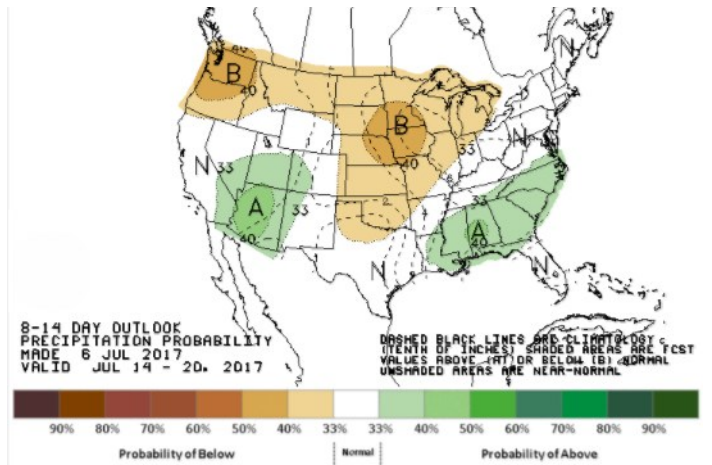 40
B
40
B
N
33
40
33
N
N
A
33
33
2
A
40
40
N
N
8-14 DAY OUTLOOK
PRECIPITATION PROBABILITY
MADE 6 JUL 2017
VALID JUL 14 - 20. 2017
DASHED BLACK LINES ARE CLIMATOLOGY
(TENTH OF INCHES) SHADED AREAS ARE FCST
VALUES ABOVE (A) OR BELOW (B) NORMAL
UNSHADED AREAS ARE NEAR-NORMAL
90% 80% 70% 60% 50% 40% 33% 33% 40% 50% 60% 70% 80% 90%
Probability of Below Normal Probability of Above